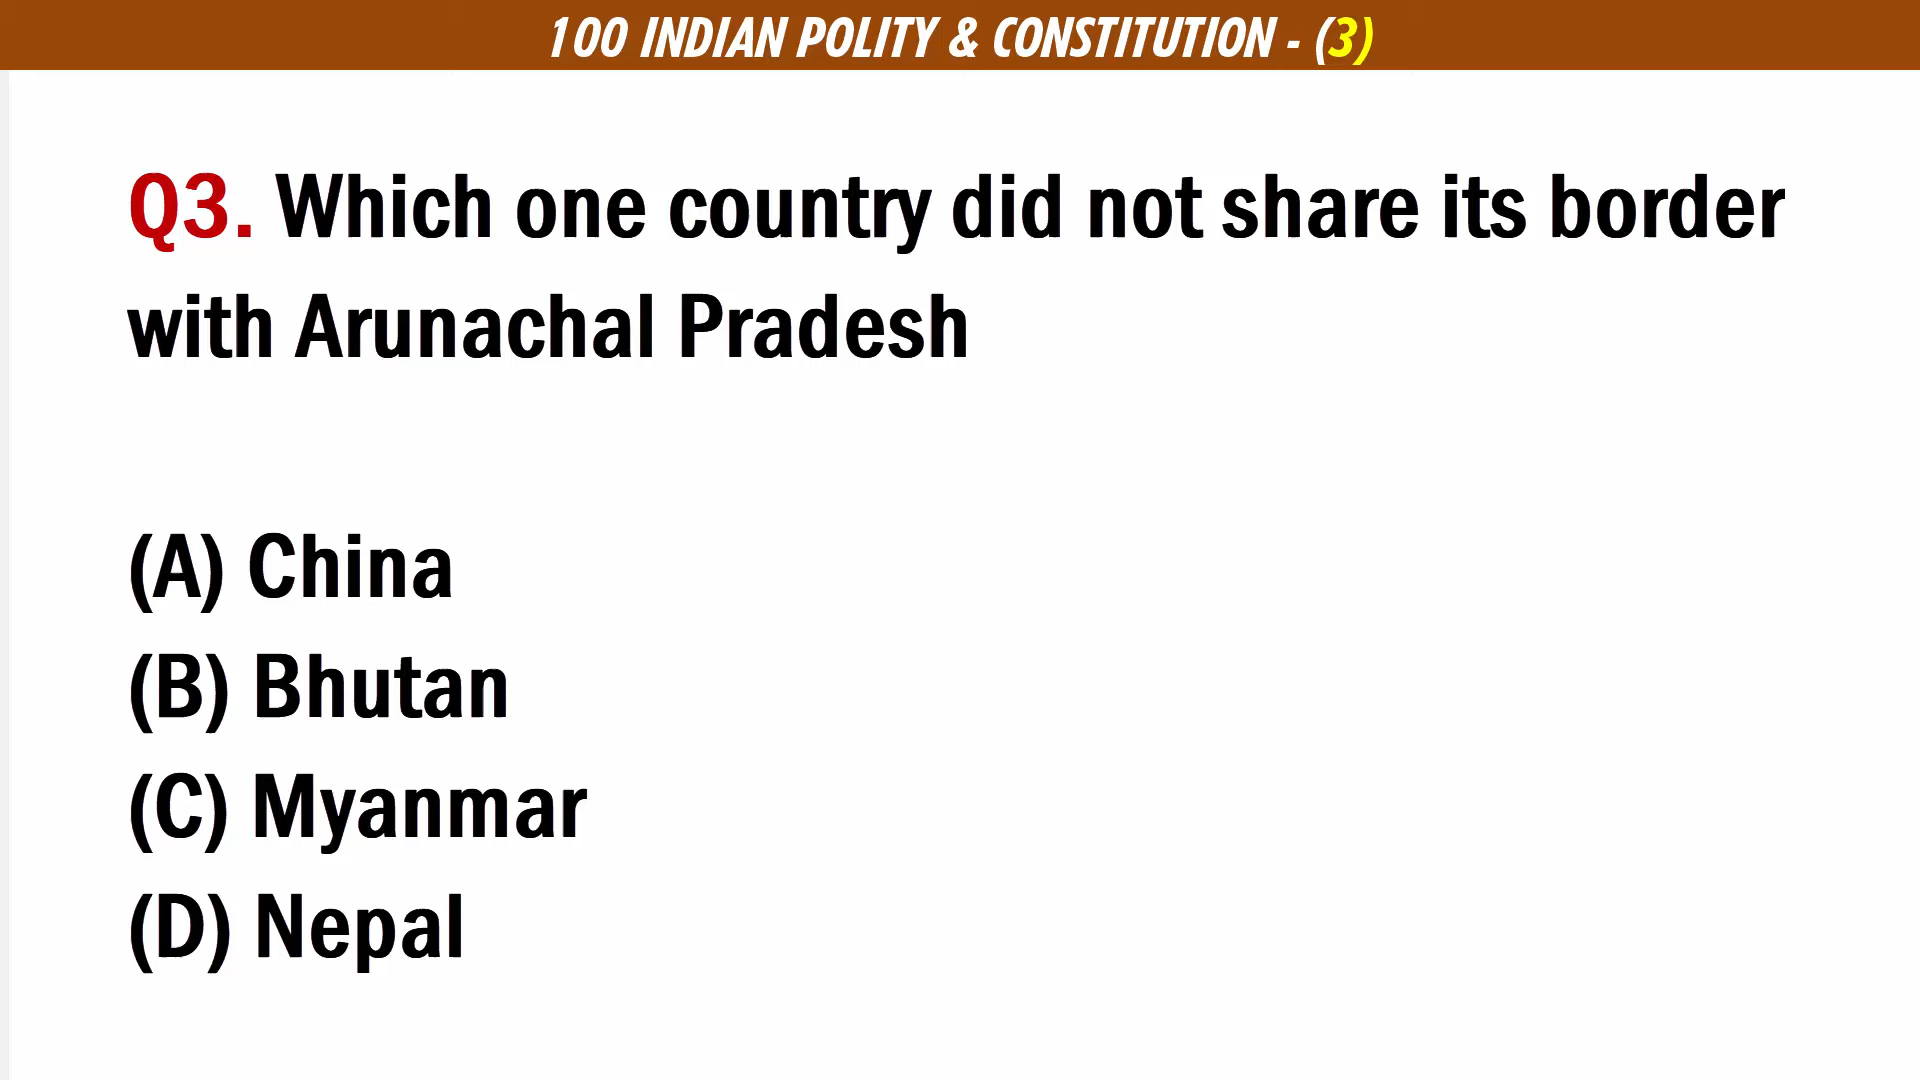 100 INDIAN POLITY & CONSTITUTION - (3)
Q3. Which one country did not share its border
with Arunachal Pradesh
(A) China
(B) Bhutan
(C) Myanmar
(D) Nepal